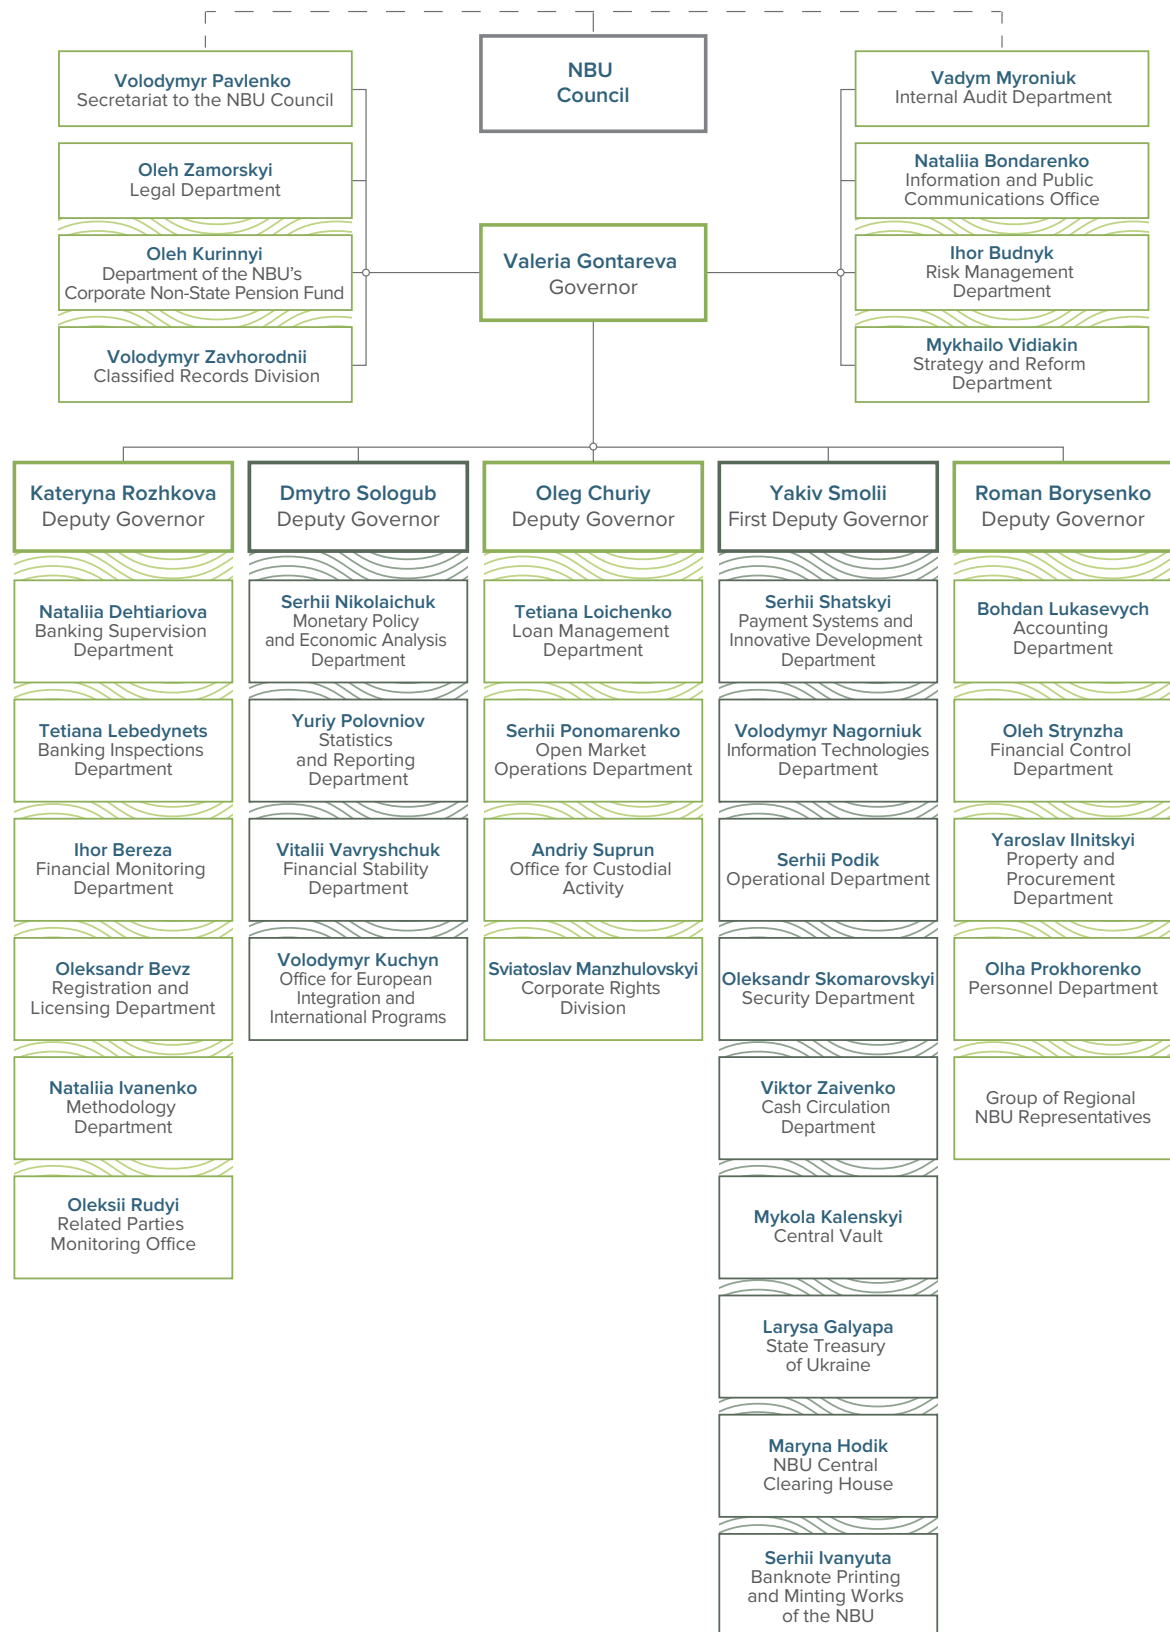 NBU
Council
Volodymyr Pavlenko
Secretariat to the NBU Council
Oleh Zamorskyi
Legal Department
Oleh Kurinnyi
Department of the NBU's
Corporate Non-State Pension Fund
Volodymyr Zavhorodnii
Classified Records Division
Valeria Gontareva
Governor
Vadym Myroniuk
Internal Audit Department
Nataliia Bondarenko
Information and Public
Communications Office
Ihor Budnyk
Risk Management
Department
Mykhailo Vidiakin
Strategy and Reform
Department
Kateryna Rozhkova
Deputy Governor
Nataliia Dehtiariova
Banking Supervision
Department
Tetiana Lebedynets
Banking Inspections
Department
Ihor Bereza
Financial Monitoring
Department
Oleksandr Bevz
Registration and
Licensing Department
Nataliia Ivanenko
Methodology
Department
Oleksii Rudyi
Related Parties
Monitoring Office
Dmytro Sologub
Deputy Governor
Serhii Nikolaichuk
Monetary Policy
and Economic Analysis
Department
Yuriy Polovniov
Statistics
and Reporting
Department
Vitalii Vavryshchuk
Financial Stability
Department
Volodymyr Kuchyn
Office for European
Integration and
International Programs
Oleg Churiy
Deputy Governor
Tetiana Loichenko
Loan Management
Department
Serhii Ponomarenko
Open Market
Operations Department
Andriy Suprun
Office for Custodial
Activity
Sviatoslav Manzhulovskyi
Corporate Rights
Division
Yakiv Smolii
First Deputy Governor
Serhii Shatskyi
Payment Systems and
Innovative Development
Department
Volodymyr Nagorniuk
Information Technologies
Department
Serhii Podik
Operational Department
Oleksandr Skomarovskyi
Security Department
Viktor Zaivenko
Cash Circulation
Department
Mykola Kalenskyi
Central Vault
Larysa Galyapa
State Treasury
of Ukraine
Maryna Hodik
NBU Central
Clearing House
Serhii Ivanyuta
Banknote Printing
and Minting Works
of the NBU
Roman Borysenko
Deputy Governor
Bohdan Lukasevych
Accounting
Department
Oleh Strynzha
Financial Control
Department
Yaroslav Ilnitskyi
Property and
Procurement
Department
Olha Prokhorenko
Personnel Department
Group of Regional
NBU Representatives